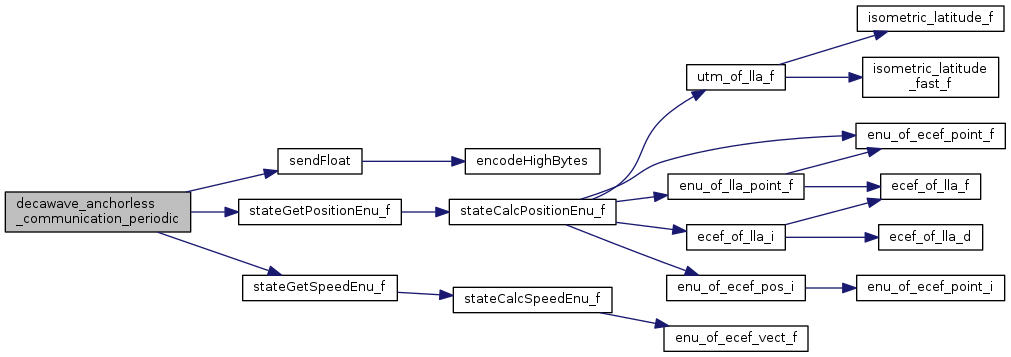 decawave_anchorless
_communication_periodic
sendFloat
stateGetPositionEnu_f
stateGetSpeedEnu_f
encodeHighBytes
stateCalcPositionEnu_f
stateCalcSpeedEnu_f
utm_of_lla_f
enu_of_lla_point_f
ecef_of_lla_i
enu_of_ecef_pos_i
enu_of_ecef_vect_f
isometric_latitude_f
isometric_latitude
_fast_f
enu_of_ecef_point_f
ecef_of_lla_f
ecef_of_lla_d
enu_of_ecef_point_i